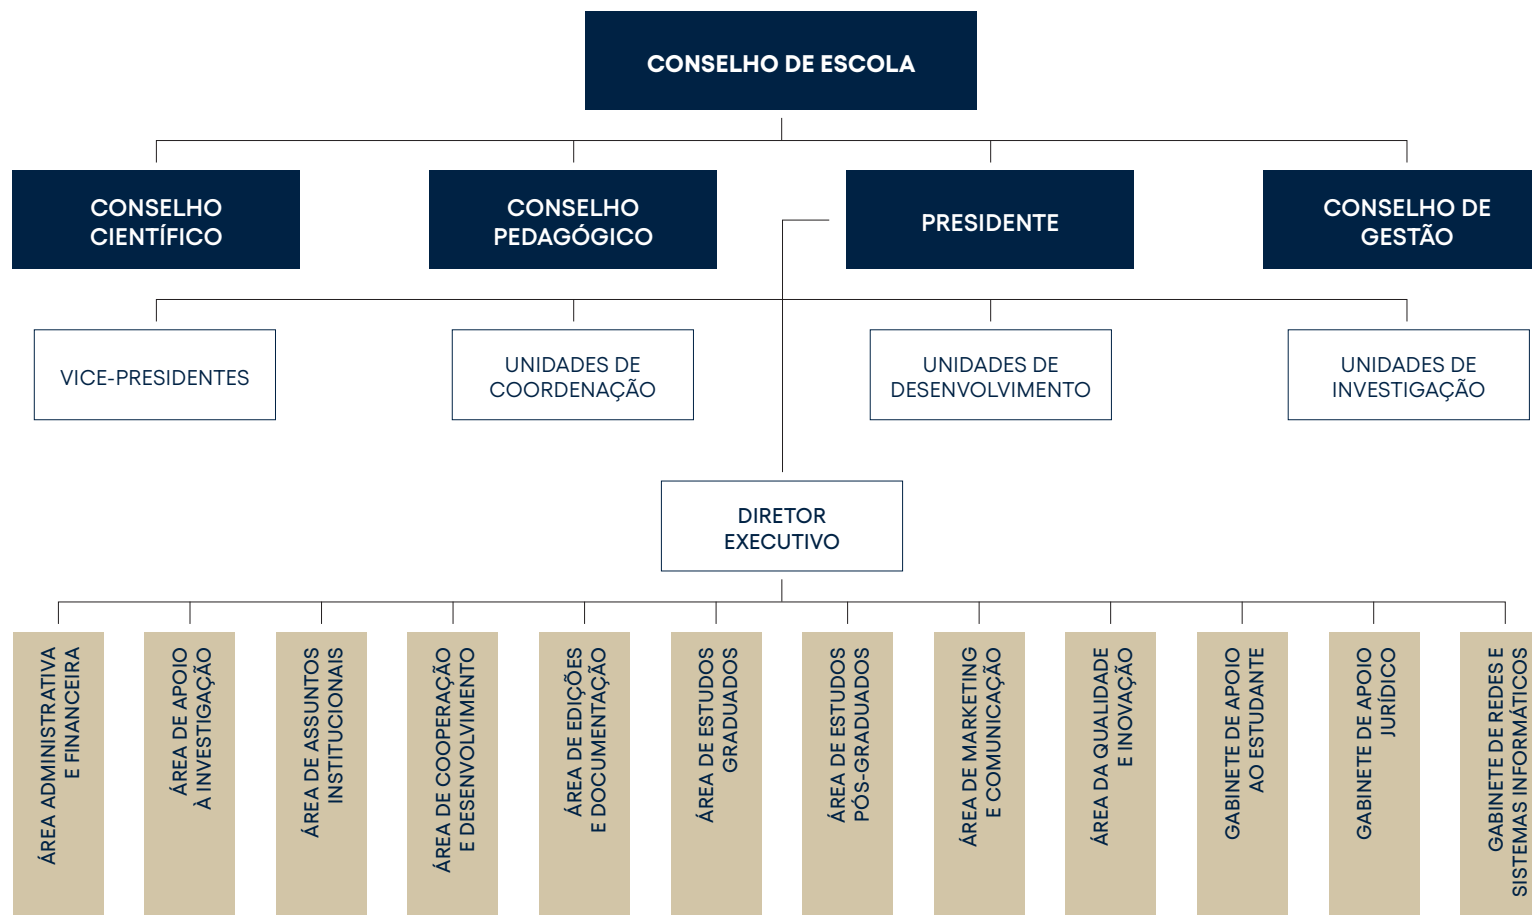 CONSELHO DE ESCOLA
CONSELHO
CIENTÍFICO
CONSELHO
PEDAGÓGICO
PRESIDENTE
CONSELHO DE
GESTÃO
VICE-PRESIDENTES
UNIDADES DE
COORDENAÇÃO
UNIDADES DE
DESENVOLVIMENTO
UNIDADES DE
INVESTIGAÇÃO
DIRETOR
EXECUTIVO
ÁREA ADMINISTRATIVA
E FINANCEIRA
ÁREA DE APOIO
À INVESTIGAÇÃO
ÁREA DE ASSUNTOS
INSTITUCIONAIS
ÁREA DE COOPERAÇÃO
E DESENVOLVIMENTO
ÁREA DE EDIÇÕES
E DOCUMENTAÇÃO
ÁREA DE ESTUDOS
GRADUADOS
ÁREA DE ESTUDOS
PÓS-GRADUADOS
ÁREA DE MARKETING
E COMUNICAÇÃO
ÁREA DA QUALIDADE
E INOVAÇÃO
GABINETE DE APOIO
AO ESTUDANTE
GABINETE DE APOIO
JURÍDICO
GABINETE DE REDES E
SISTEMAS INFORMÁTICOS